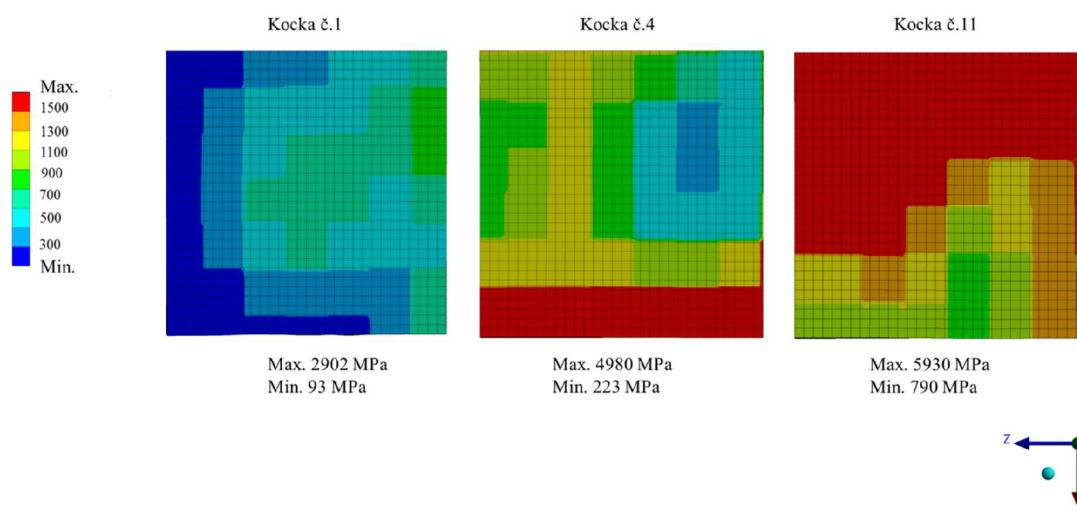 Kocka č.1
Kocka č.4
Kocka č.11
Max.
1500
1300
1100
900
700
500
300
Min.
Max. 2902 MPa
Min. 93 MPa
Max. 4980 MPa
Min. 223 MPa
Max. 5930 MPa
Min. 790 MPa
Z